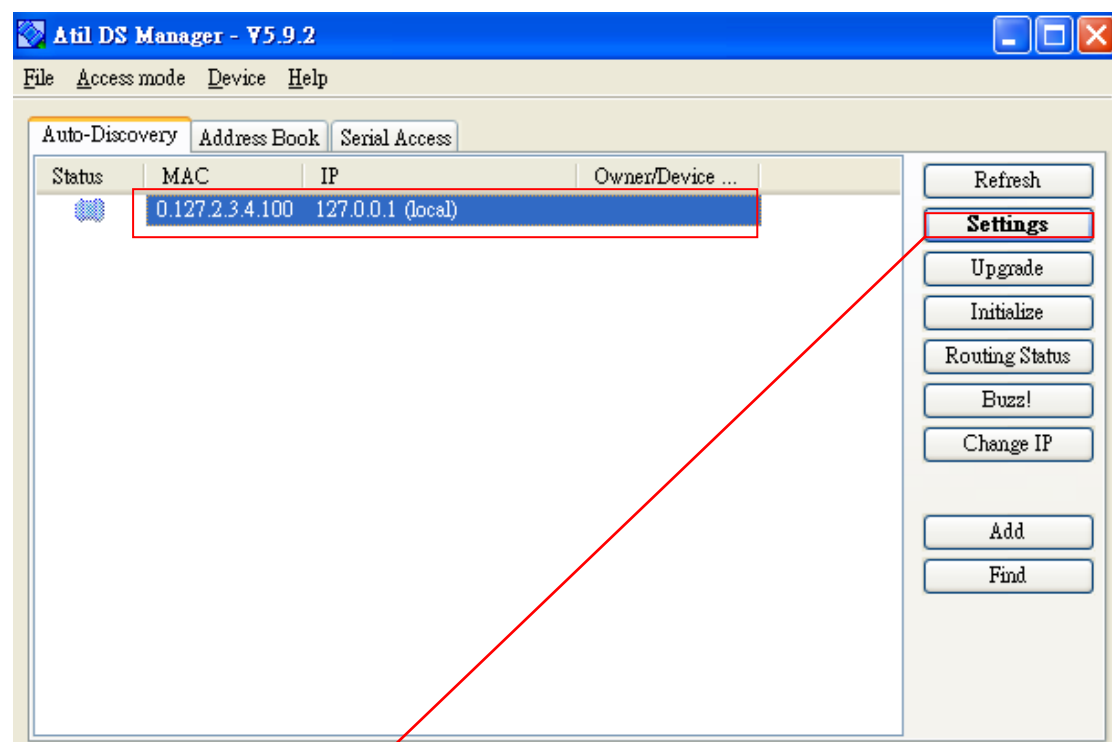 Atil DS Manager - V5.9.2
File Access mode Device Help
Auto-Discovery Address Book Serial Access
Status MAC IP Owner/Device ...
0.127.2.3.4.100 127.0.0.1 (local)
Refresh
Settings
Upgrade
Initialize
Routing Status
Buzz!
Change IP
Add
Find